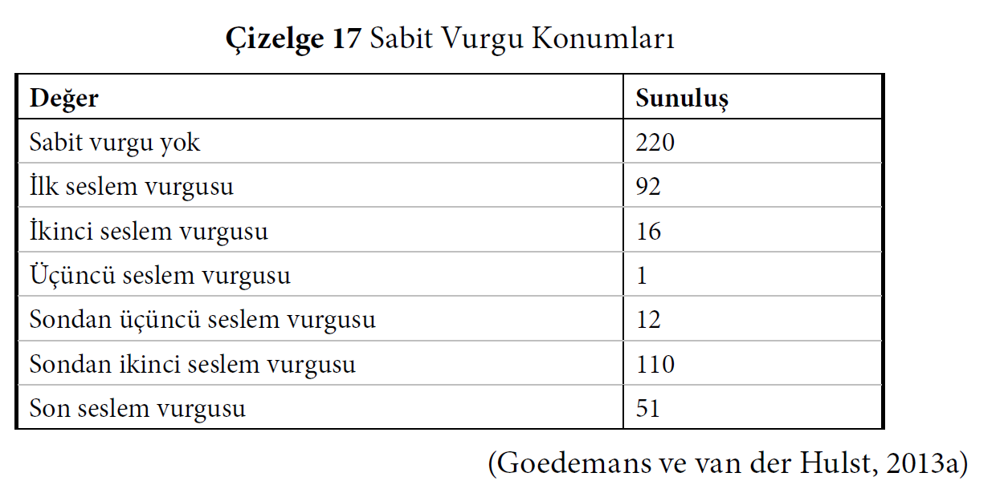 Çizelge 17 Sabit Vurgu Konumları
Değer Sunuluş
Sabit vurgu yok 220
İlk seslem vurgusu 92
İkinci seslem vurgusu 16
Üçüncü seslem vurgusu 1
Sondan üçüncü seslem vurgusu 12
Sondan ikinci seslem vurgusu 110
Son seslem vurgusu 51
(Goedemans ve van der Hulst, 2013a)